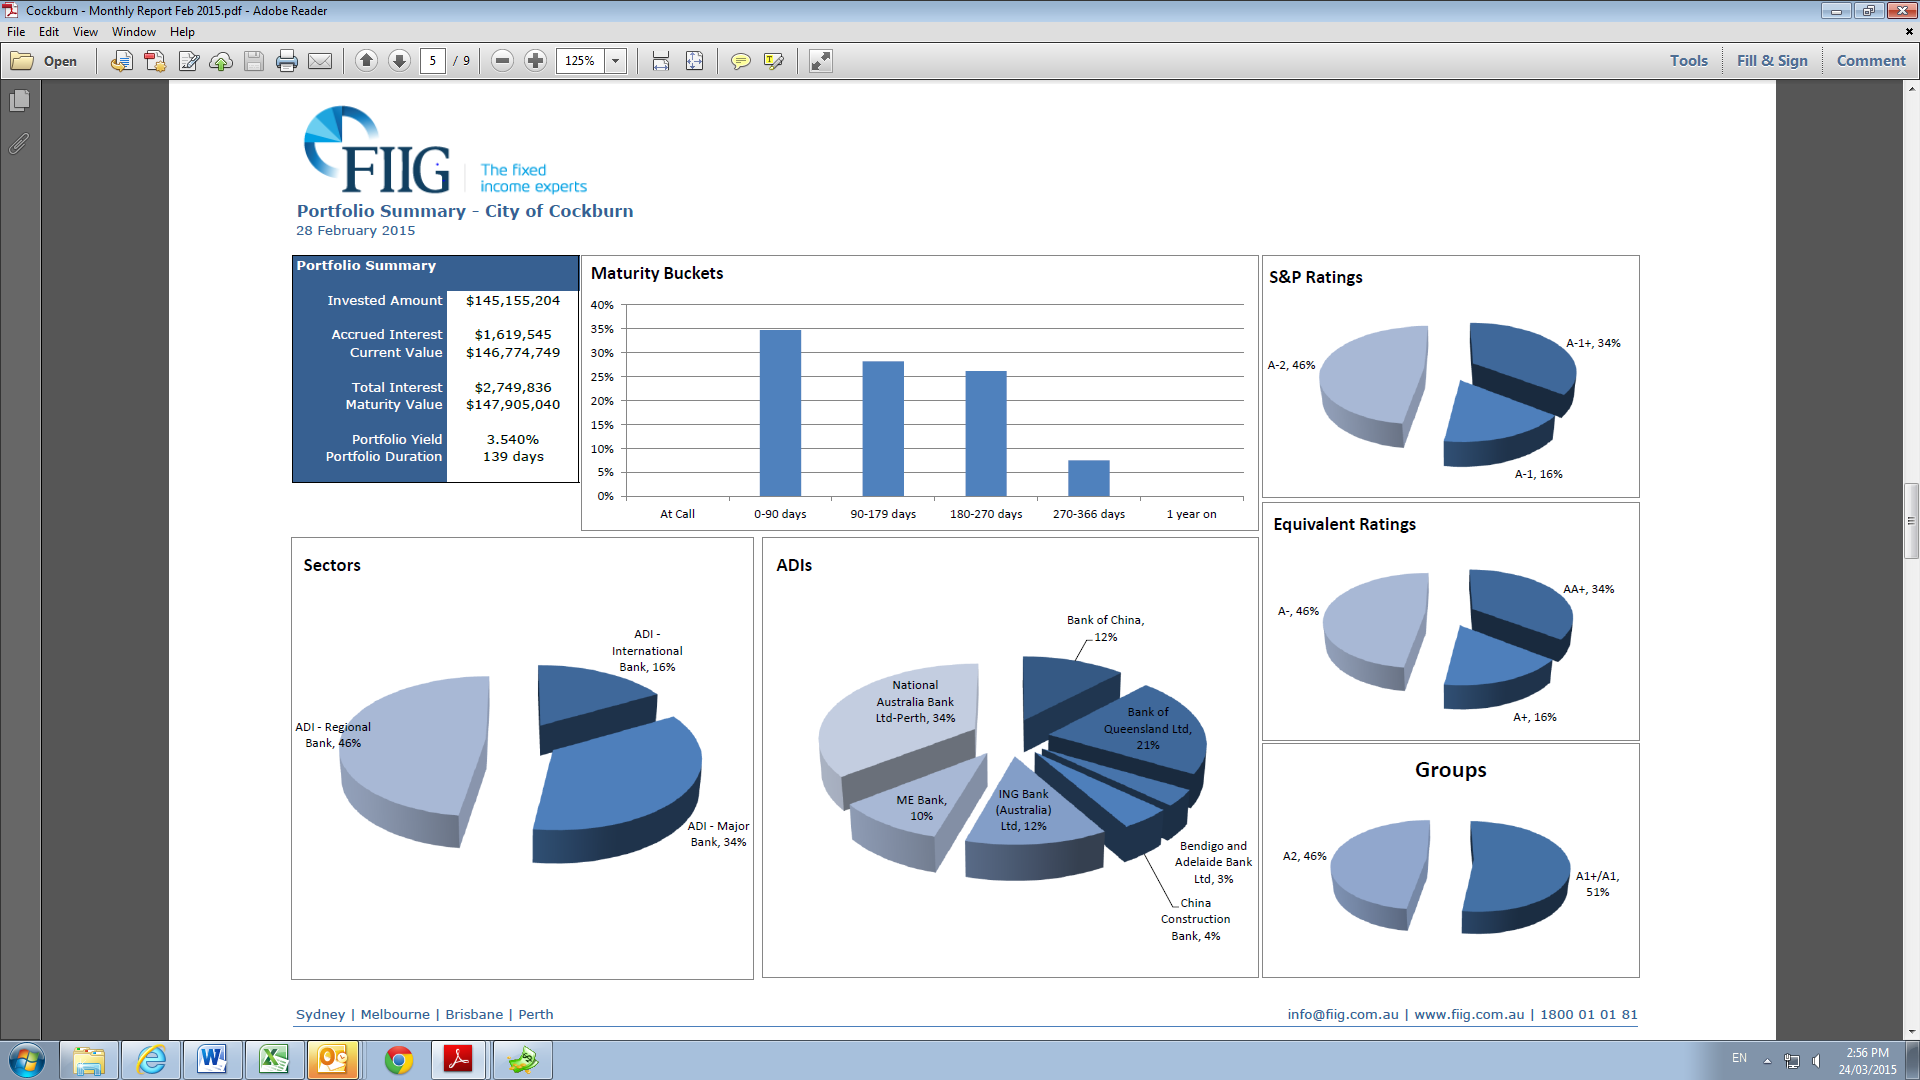 Cockburn - Monthly Report Feb 2015.pdf - Adobe Reader
File Edit View Window Help
Open 5 / 9 125% Tools Fill & Sign Comment
FIIG The fixed
income experts
Portfolio Summary - City of Cockburn
28 February 2015
Portfolio Summary
Invested Amount $145,155,204
Accrued Interest $1,619,545
Current Value $146,774,749
Total Interest $2,749,836
Maturity Value $147,905,040
Portfolio Yield 3.540%
Portfolio Duration 139 days
Maturity Buckets
40%
35%
30%
25%
20%
15%
10%
5%
0%
At Call 0-90 days 90-179 days 180-270 days 270-366 days 1 year on
S&P Ratings
A-1+, 34%
A-2, 46%
A-1, 16%
Equivalent Ratings
AA+, 34%
A-, 46%
A+, 16%
Sectors
ADI -
International
Bank, 16%
ADI - Regional
Bank, 46%
ADI - Major
Bank, 34%
ADIs
Bank of China,
12%
National
Australia Bank
Ltd-Perth, 34%
Bank of
Queensland Ltd,
21%
ME Bank,
10%
ING Bank
(Australia)
Ltd, 12%
Bendigo and
Adelaide Bank
Ltd, 3%
China
Construction
Bank, 4%
Groups
A2, 46%
A1+/A1,
51%
Sydney | Melbourne | Brisbane | Perth
info@fiig.com.au | www.fiig.com.au | 1800 01 01 81
EN
2:56 PM
24/03/2015